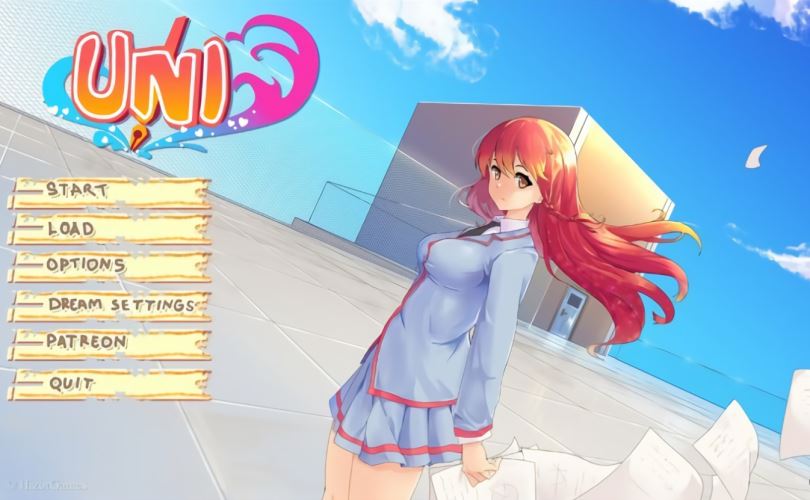 UNI
START
LOAD
OPTIONS
DREAM SETTINGS
PATREON
QUIT